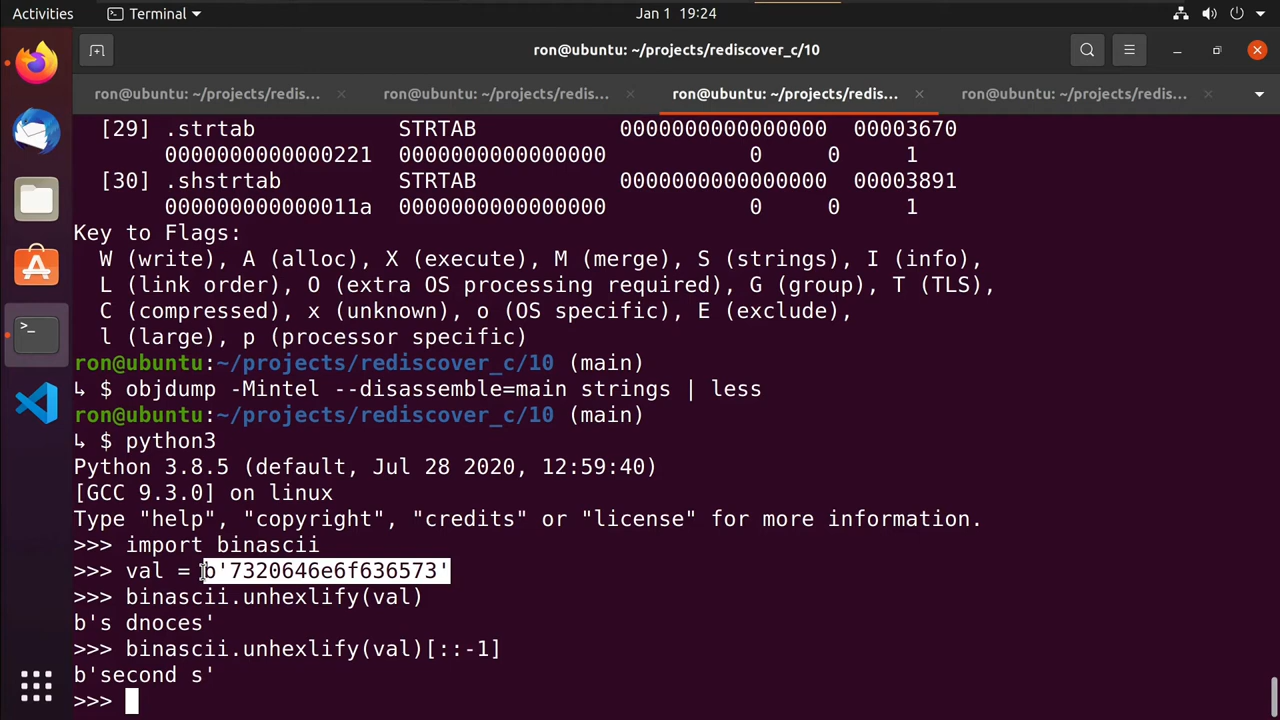 Activities
Terminal
Jan 1 19:24
ron@ubuntu: ~/projects/rediscover_c/10
ron@ubuntu: ~/projects/redis...
ron@ubuntu: ~/projects/redis...
ron@ubuntu: ~/projects/redis...
ron@ubuntu: ~/projects/redis...
[29] .strtab STRTAB 0000000000000000 00003670
0000000000000221 0000000000000000 0 0 1
[30] .shstrtab STRTAB 0000000000000000 00003891
000000000000011a 0000000000000000 0 0 1
Key to Flags:
W (write), A (alloc), X (execute), M (merge), S (strings), I (info),
L (link order), O (extra OS processing required), G (group), T (TLS),
C (compressed), x (unknown), o (OS specific), E (exclude),
l (large), p (processor specific)
ron@ubuntu:~/projects/rediscover_c/10 (main)
↳ $ objdump -Mintel --disassemble=main strings | less
ron@ubuntu:~/projects/rediscover_c/10 (main)
↳ $ python3
Python 3.8.5 (default, Jul 28 2020, 12:59:40)
[GCC 9.3.0] on linux
Type "help", "copyright", "credits" or "license" for more information.
>>> import binascii
>>> val = b'7320646e6f636573'
>>> binascii.unhexlify(val)
b's dnoces'
>>> binascii.unhexlify(val)[::-1]
b'second s'
>>>